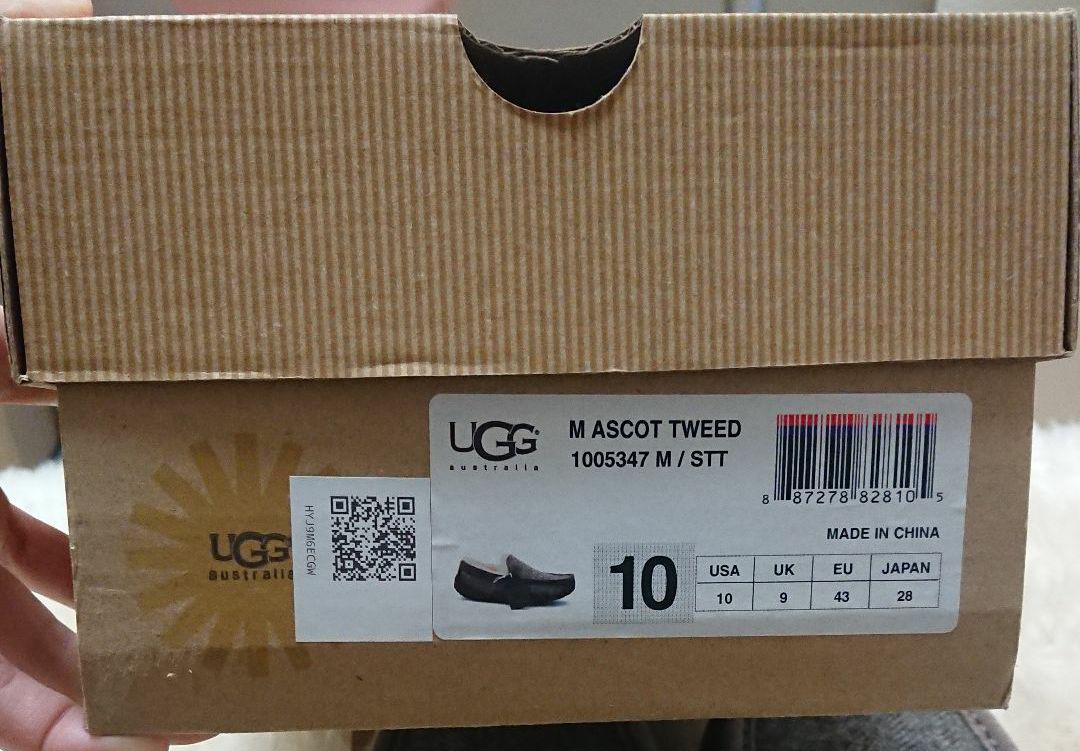 UGG
australia
HYJ9M6ECGW
UGG®
australia
M ASCOT TWEED
1005347 M / STT
8 87278 82810 5
MADE IN CHINA
10
USA UK EU JAPAN
10 9 43 28